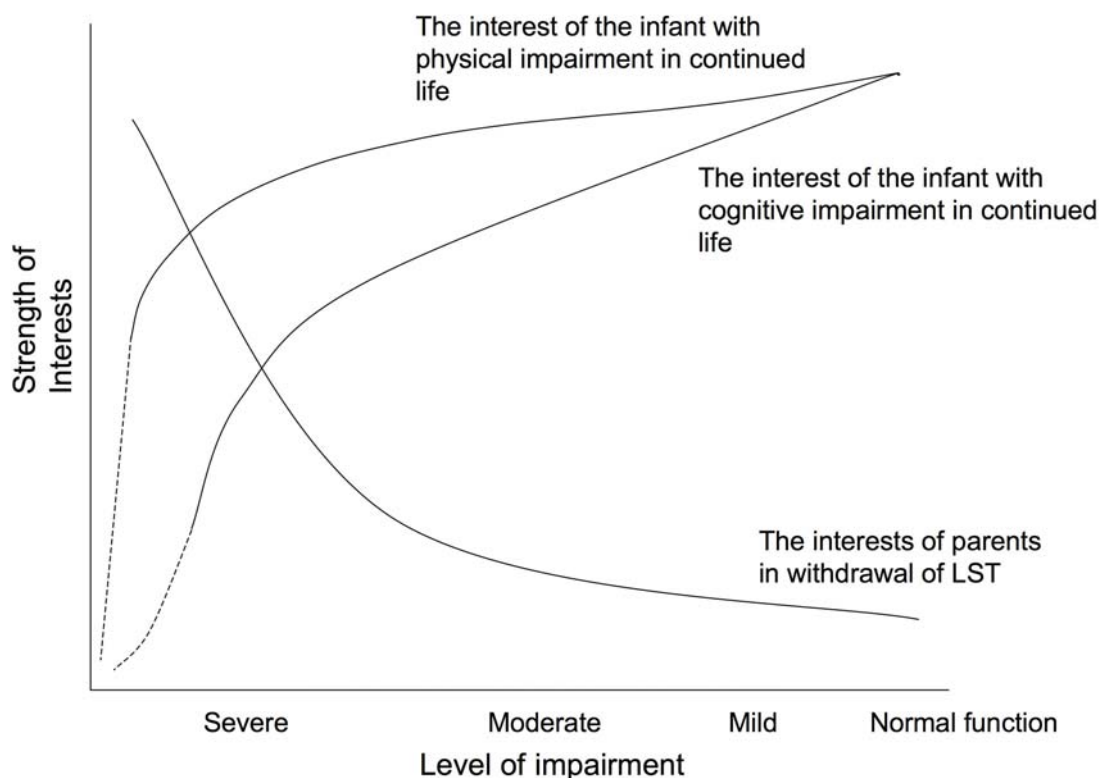 The interest of the infant with
physical impairment in continued
life
The interest of the infant with
cognitive impairment in continued
life
Strength of
Interests
The interests of parents
in withdrawal of LST
Severe
Moderate
Mild
Normal function
Level of impairment